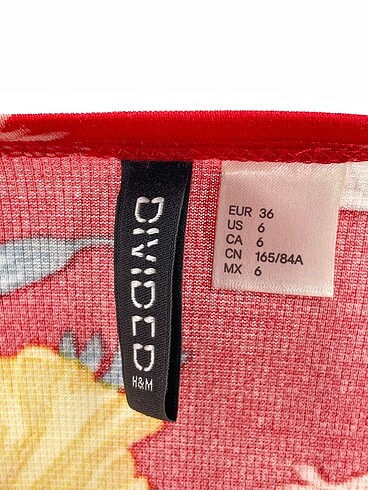 DIVIDED
H&M
EUR 36
US 6
CA 6
CN 165/84A
MX 6